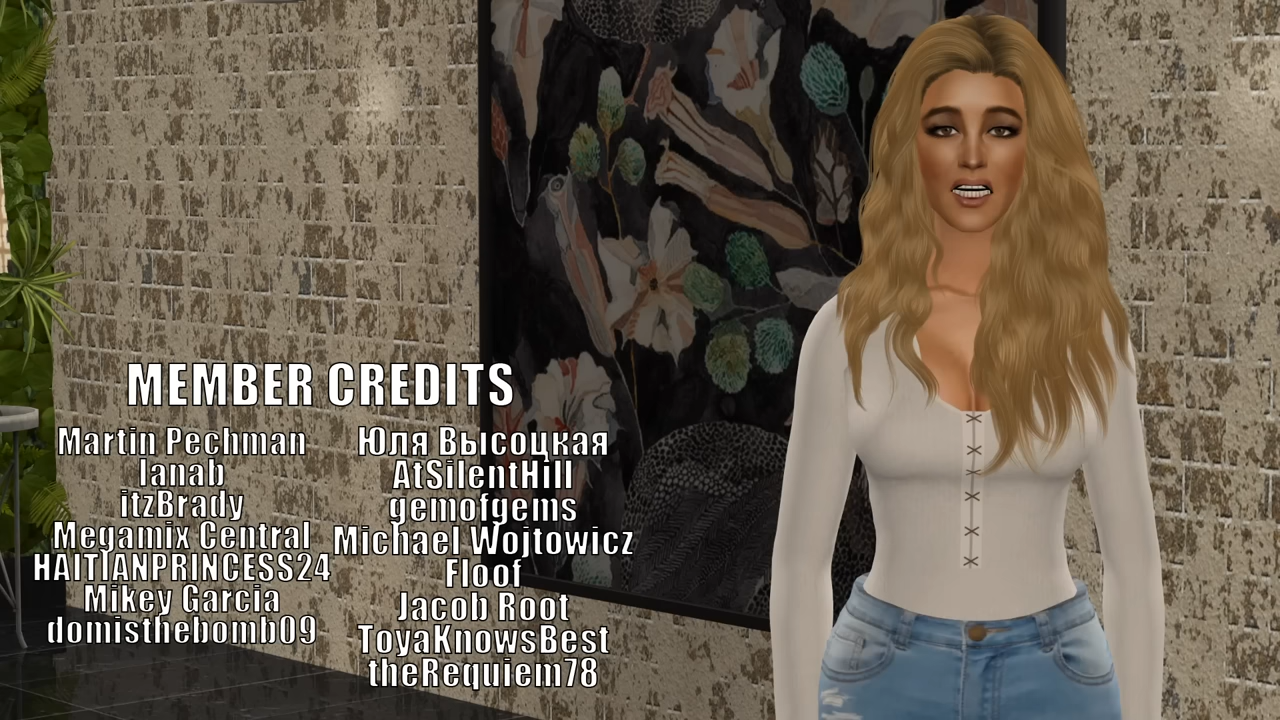 MEMBER CREDITS
Martin Pechman
lanab
itzBrady
Megamix Central
HAITIANPRINCESS24
Mikey Garcia
domisthebomb09
Юля Высоцкая
AtSilentHill
gemofgems
Michael Wojtowicz
Floof
Jacob Root
ToyaKnowsBest
theRequiem78